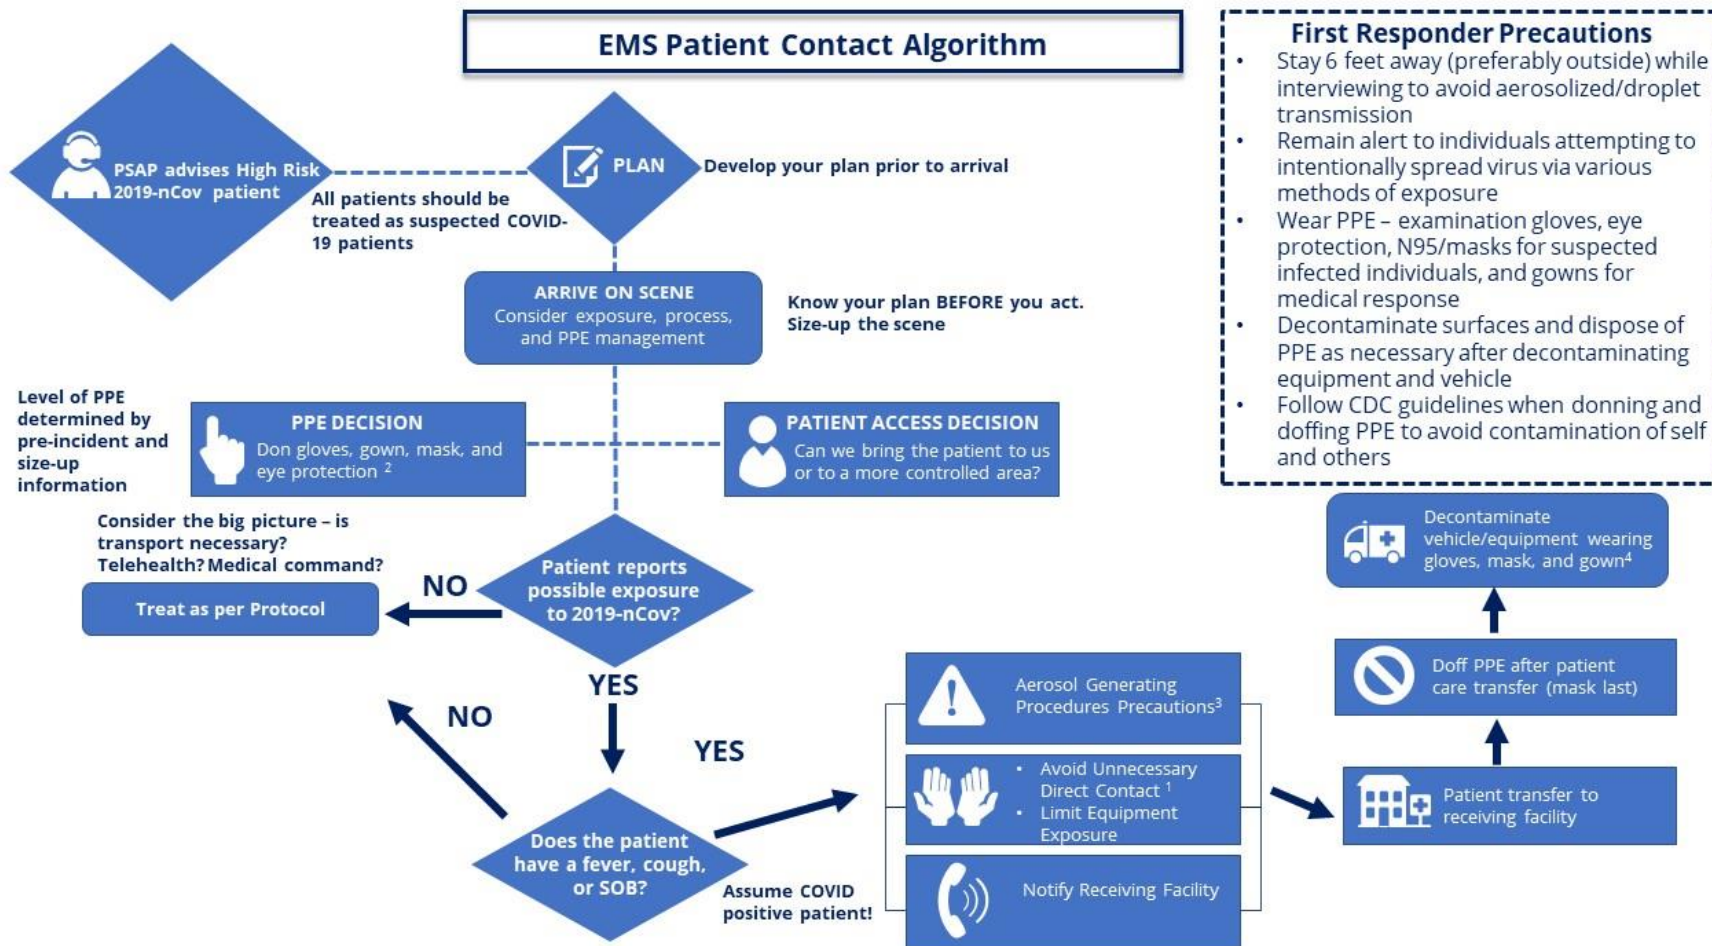 EMS Patient Contact Algorithm
PSAP advises High Risk
2019-nCov patient
All patients should be
treated as suspected COVID-
19 patients
PLAN
Develop your plan prior to arrival
ARRIVE ON SCENE
Consider exposure, process,
and PPE management
Know your plan BEFORE you act.
Size-up the scene
Level of PPE
determined by
pre-incident and
size-up
information
PPE DECISION
Don gloves, gown, mask, and
eye protection 2
PATIENT ACCESS DECISION
Can we bring the patient to us
or to a more controlled area?
Consider the big picture – is
transport necessary?
Telehealth? Medical command?
Treat as per Protocol
NO
Patient reports
possible exposure
to 2019-nCov?
YES
NO
Does the patient
have a fever, cough,
or SOB?
YES
Assume COVID
positive patient!
Aerosol Generating
Procedures Precautions3
▪ Avoid Unnecessary
Direct Contact 1
▪ Limit Equipment
Exposure
Notify Receiving Facility
Patient transfer to
receiving facility
Doff PPE after patient
care transfer (mask last)
Decontaminate
vehicle/equipment wearing
gloves, mask, and gown4
First Responder Precautions
• Stay 6 feet away (preferably outside) while
interviewing to avoid aerosolized/droplet
transmission
• Remain alert to individuals attempting to
intentionally spread virus via various
methods of exposure
• Wear PPE – examination gloves, eye
protection, N95/masks for suspected
infected individuals, and gowns for
medical response
• Decontaminate surfaces and dispose of
PPE as necessary after decontaminating
equipment and vehicle
• Follow CDC guidelines when donning and
doffing PPE to avoid contamination of self
and others